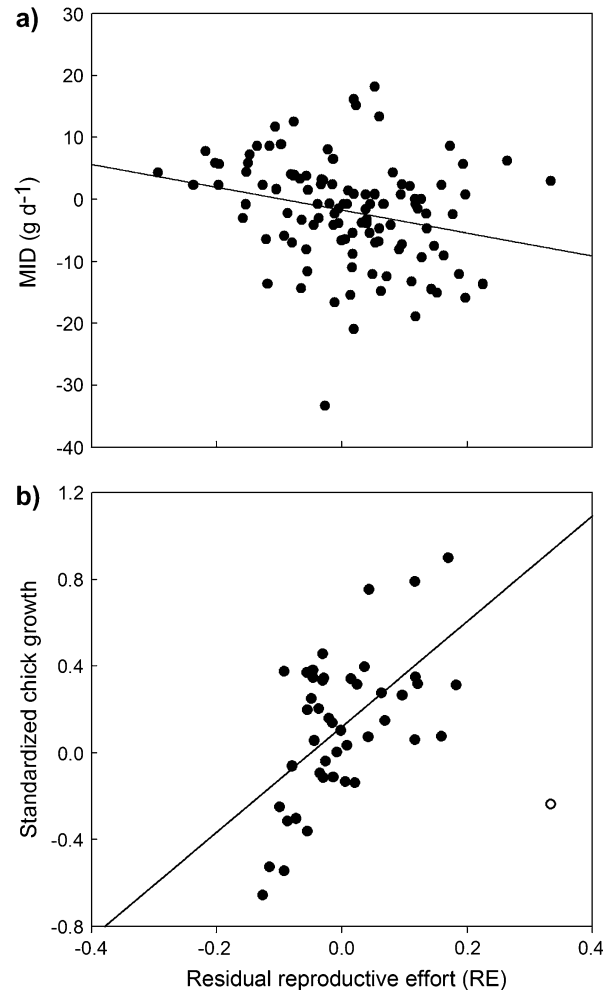 a)
30
20
10
0
-10
-20
-30
-40
MID (g d-1)
b)
1.2
0.8
0.4
0.0
-0.4
-0.8
Standardized chick growth
-0.4 -0.2 0.0 0.2 0.4
Residual reproductive effort (RE)